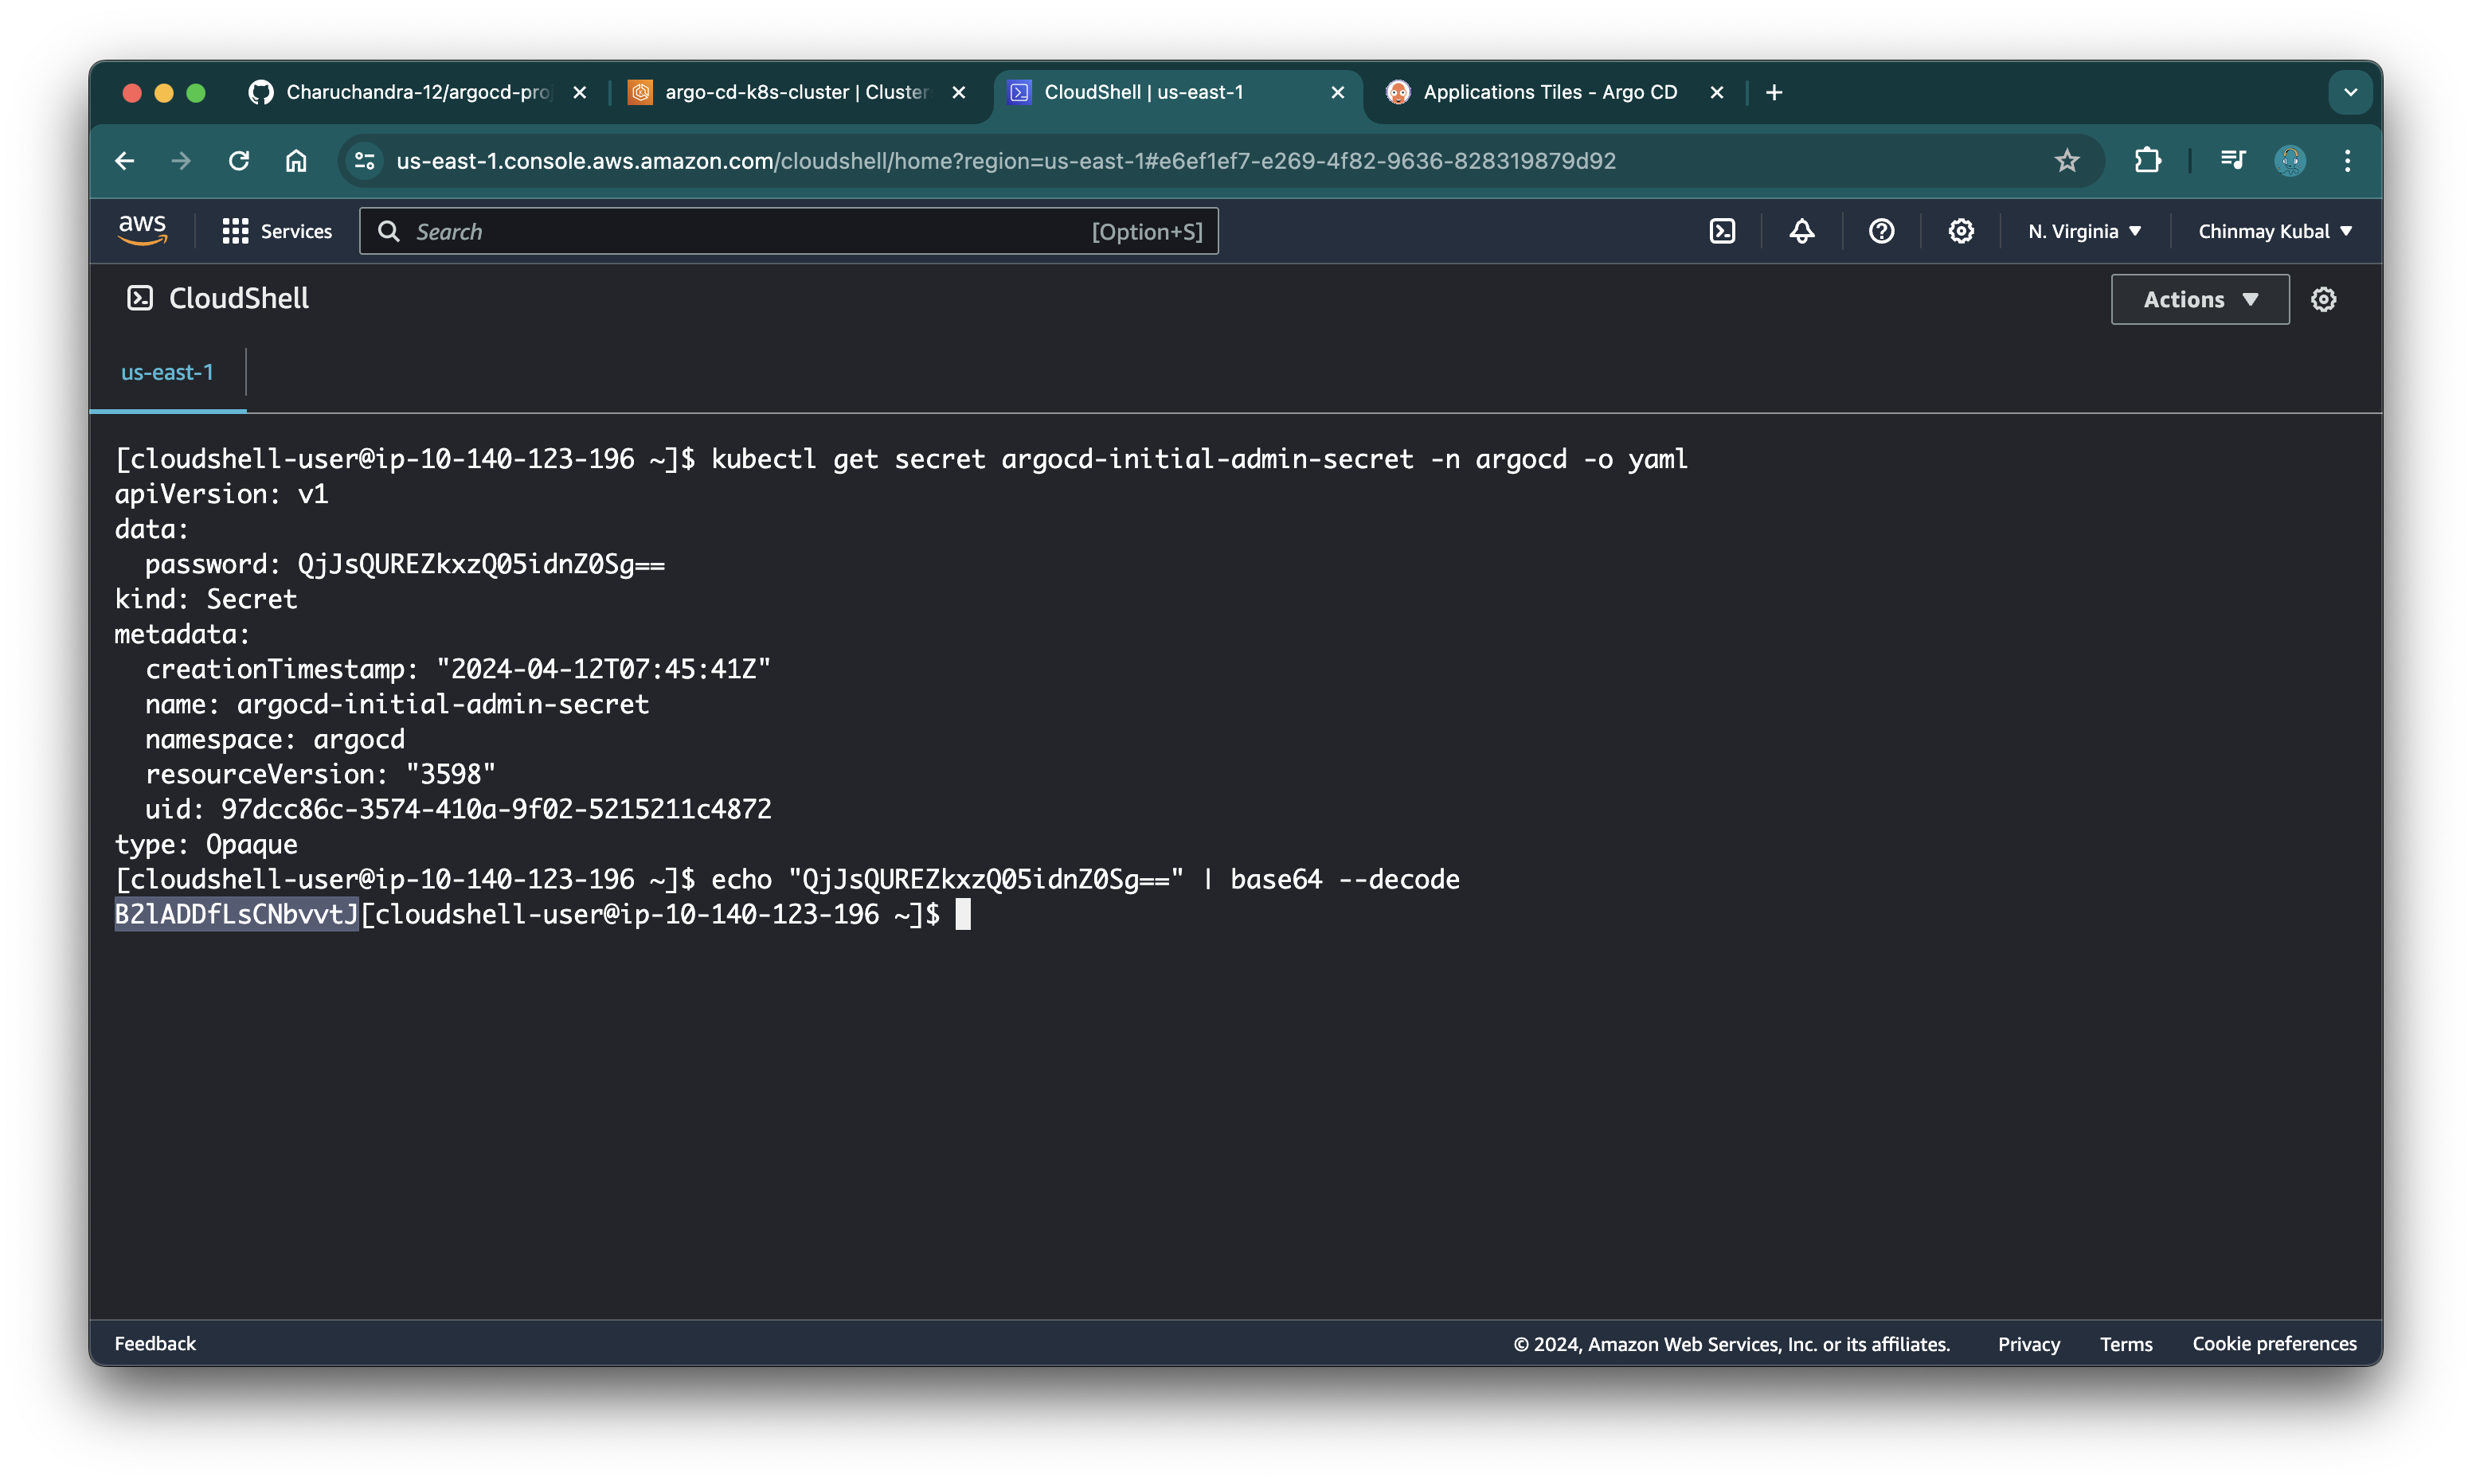 Charuchandra-12/argocd-pro
argo-cd-k8s-cluster | Cluster
CloudShell | us-east-1
Applications Tiles - Argo CD
us-east-1.console.aws.amazon.com/cloudshell/home?region=us-east-1#e6ef1ef7-e269-4f82-9636-828319879d92
aws
Services
Search
[Option+S]
N. Virginia
Chinmay Kubal
CloudShell
Actions
us-east-1
[cloudshell-user@ip-10-140-123-196 ~]$ kubectl get secret argocd-initial-admin-secret -n argocd -o yaml
apiVersion: v1
data:
  password: QjJsQUREZkxzQ05idnZ0Sg==
kind: Secret
metadata:
  creationTimestamp: "2024-04-12T07:45:41Z"
  name: argocd-initial-admin-secret
  namespace: argocd
  resourceVersion: "3598"
  uid: 97dcc86c-3574-410a-9f02-5215211c4872
type: Opaque
[cloudshell-user@ip-10-140-123-196 ~]$ echo "QjJsQUREZkxzQ05idnZ0Sg==" | base64 --decode
B2lADDfLsCNbvvtJ[cloudshell-user@ip-10-140-123-196 ~]$
Feedback
© 2024, Amazon Web Services, Inc. or its affiliates.
Privacy
Terms
Cookie preferences